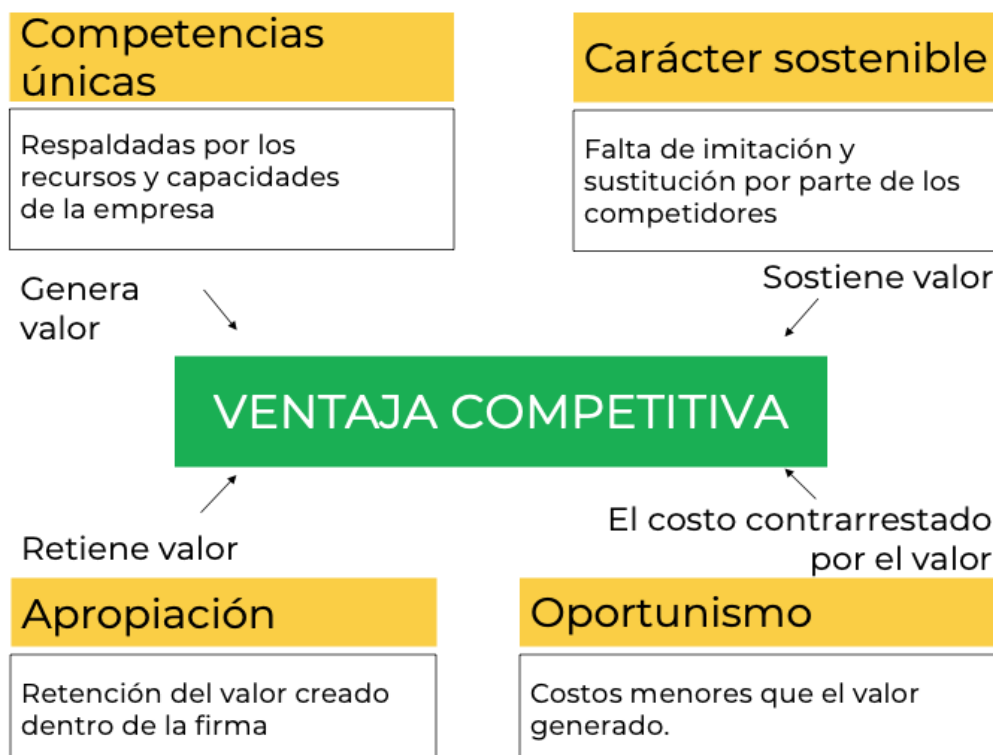 Competencias
únicas
Respaldadas por los
recursos y capacidades
de la empresa
Carácter sostenible
Falta de imitación y
sustitución por parte de los
competidores
Genera
valor
Sostiene valor
VENTAJA COMPETITIVA
Retiene valor
El costo contrarrestado
por el valor
Apropiación
Retención del valor creado
dentro de la firma
Oportunismo
Costos menores que el valor
generado.